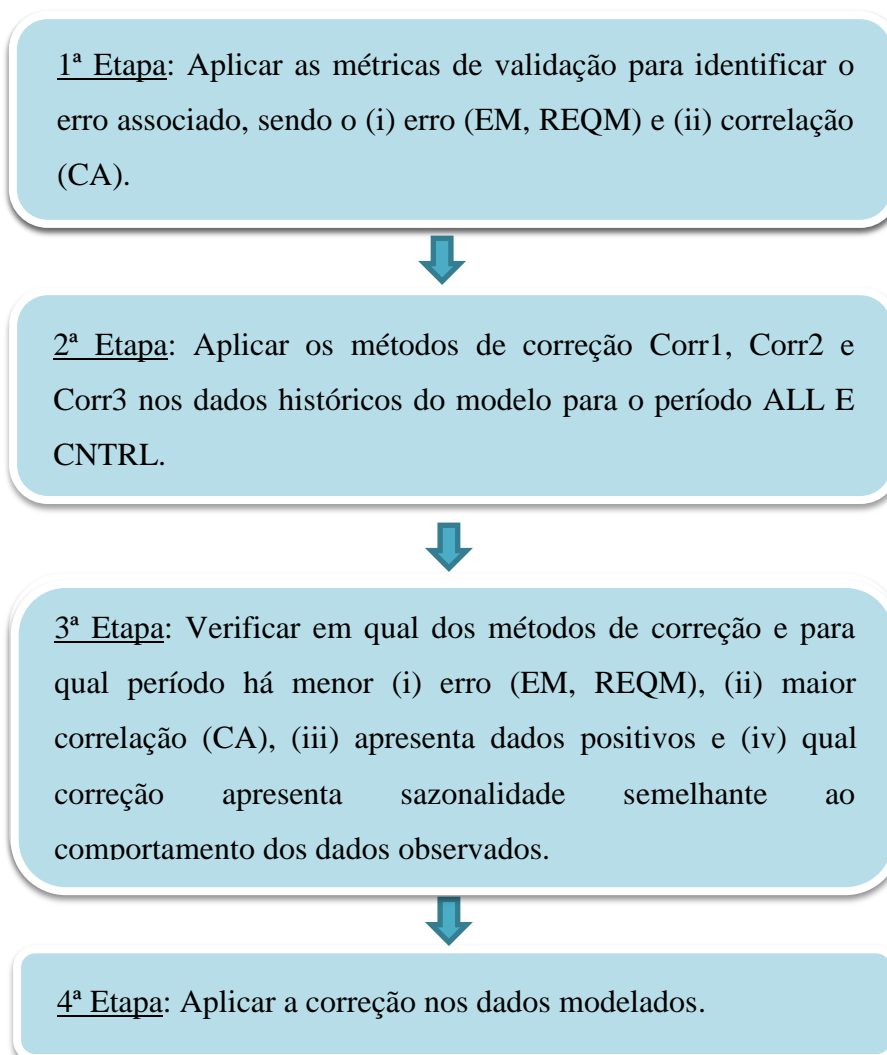 1ª Etapa: Aplicar as métricas de validação para identificar o
erro associado, sendo o (i) erro (EM, REQM) e (ii) correlação
(CA).
2ª Etapa: Aplicar os métodos de correção Corr1, Corr2 e
Corr3 nos dados históricos do modelo para o período ALL E
CNTRL.
3ª Etapa: Verificar em qual dos métodos de correção e para
qual período há menor (i) erro (EM, REQM), (ii) maior
correlação (CA), (iii) apresenta dados positivos e (iv) qual
correção apresenta sazonalidade semelhante ao
comportamento dos dados observados.
4ª Etapa: Aplicar a correção nos dados modelados.